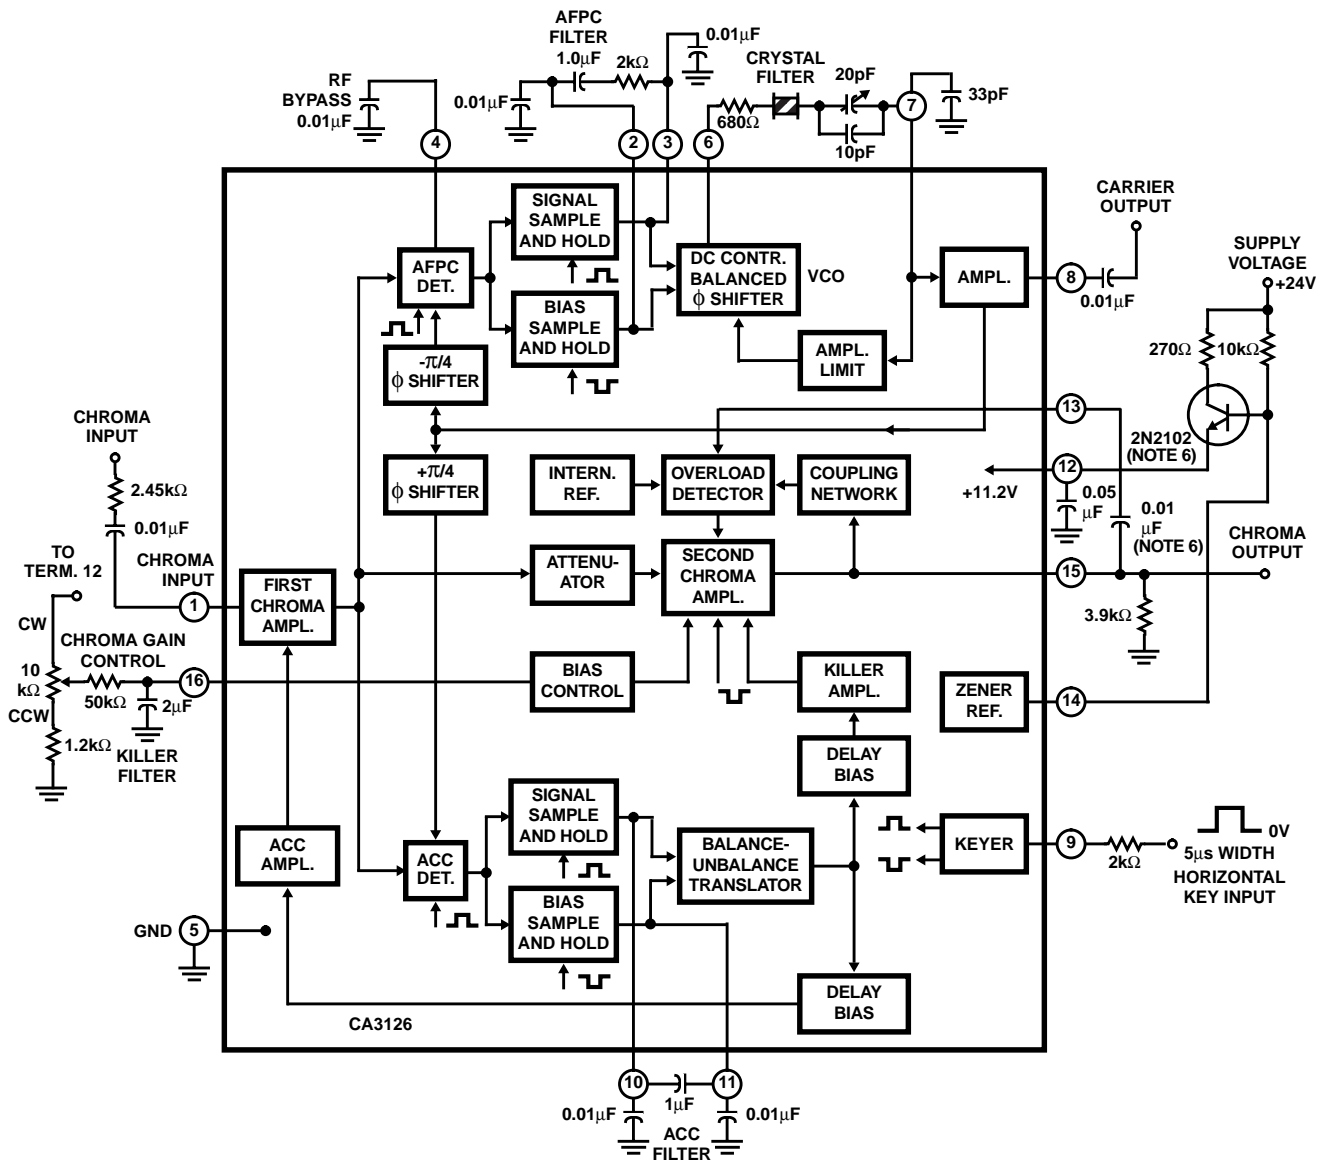 AFPC
FILTER
1.0µF
2kΩ
0.01µF
RF
BYPASS
0.01µF
0.01µF
CRYSTAL
FILTER
20pF
680Ω
10pF
33pF
4
2
3
6
7
SIGNAL
SAMPLE
AND HOLD
AFPC
DET.
BIAS
SAMPLE
AND HOLD
DC CONTR.
BALANCED
ϕ SHIFTER
VCO
AMPL.
8
0.01µF
CARRIER
OUTPUT
SUPPLY
VOLTAGE
+24V
270Ω
10kΩ
-π/4
ϕ SHIFTER
AMPL.
LIMIT
13
2N2102
(NOTE 6)
CHROMA
INPUT
2.45kΩ
0.01µF
+π/4
ϕ SHIFTER
INTERN.
REF.
OVERLOAD
DETECTOR
COUPLING
NETWORK
12
+11.2V
0.05
µF
0.01
µF
(NOTE 6)
CHROMA
OUTPUT
TO
TERM. 12
CHROMA
INPUT
1
FIRST
CHROMA
AMPL.
ATTENU-
ATOR
SECOND
CHROMA
AMPL.
15
3.9kΩ
CW
CHROMA GAIN
CONTROL
10
kΩ
50kΩ
16
2µF
CCW
1.2kΩ
KILLER
FILTER
BIAS
CONTROL
KILLER
AMPL.
ZENER
REF.
14
DELAY
BIAS
ACC
AMPL.
SIGNAL
SAMPLE
AND HOLD
ACC
DET.
BIAS
SAMPLE
AND HOLD
BALANCE-
UNBALANCE
TRANSLATOR
KEYER
9
2kΩ
0V
5µs WIDTH
HORIZONTAL
KEY INPUT
GND
5
DELAY
BIAS
CA3126
10
11
0.01µF
1µF
0.01µF
ACC
FILTER